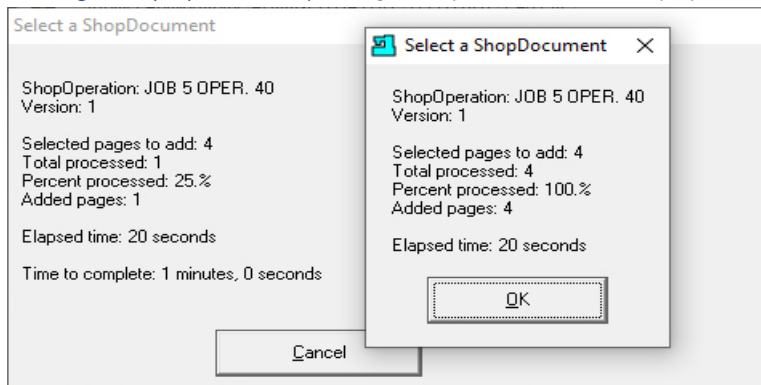 Select a ShopDocument
ShopOperation: JOB 5 OPER. 40
Version: 1
Selected pages to add: 4
Total processed: 1
Percent processed: 25.%
Added pages: 1
Elapsed time: 20 seconds
Time to complete: 1 minutes, 0 seconds
Cancel
Select a ShopDocument
ShopOperation: JOB 5 OPER. 40
Version: 1
Selected pages to add: 4
Total processed: 4
Percent processed: 100.%
Added pages: 4
Elapsed time: 20 seconds
OK